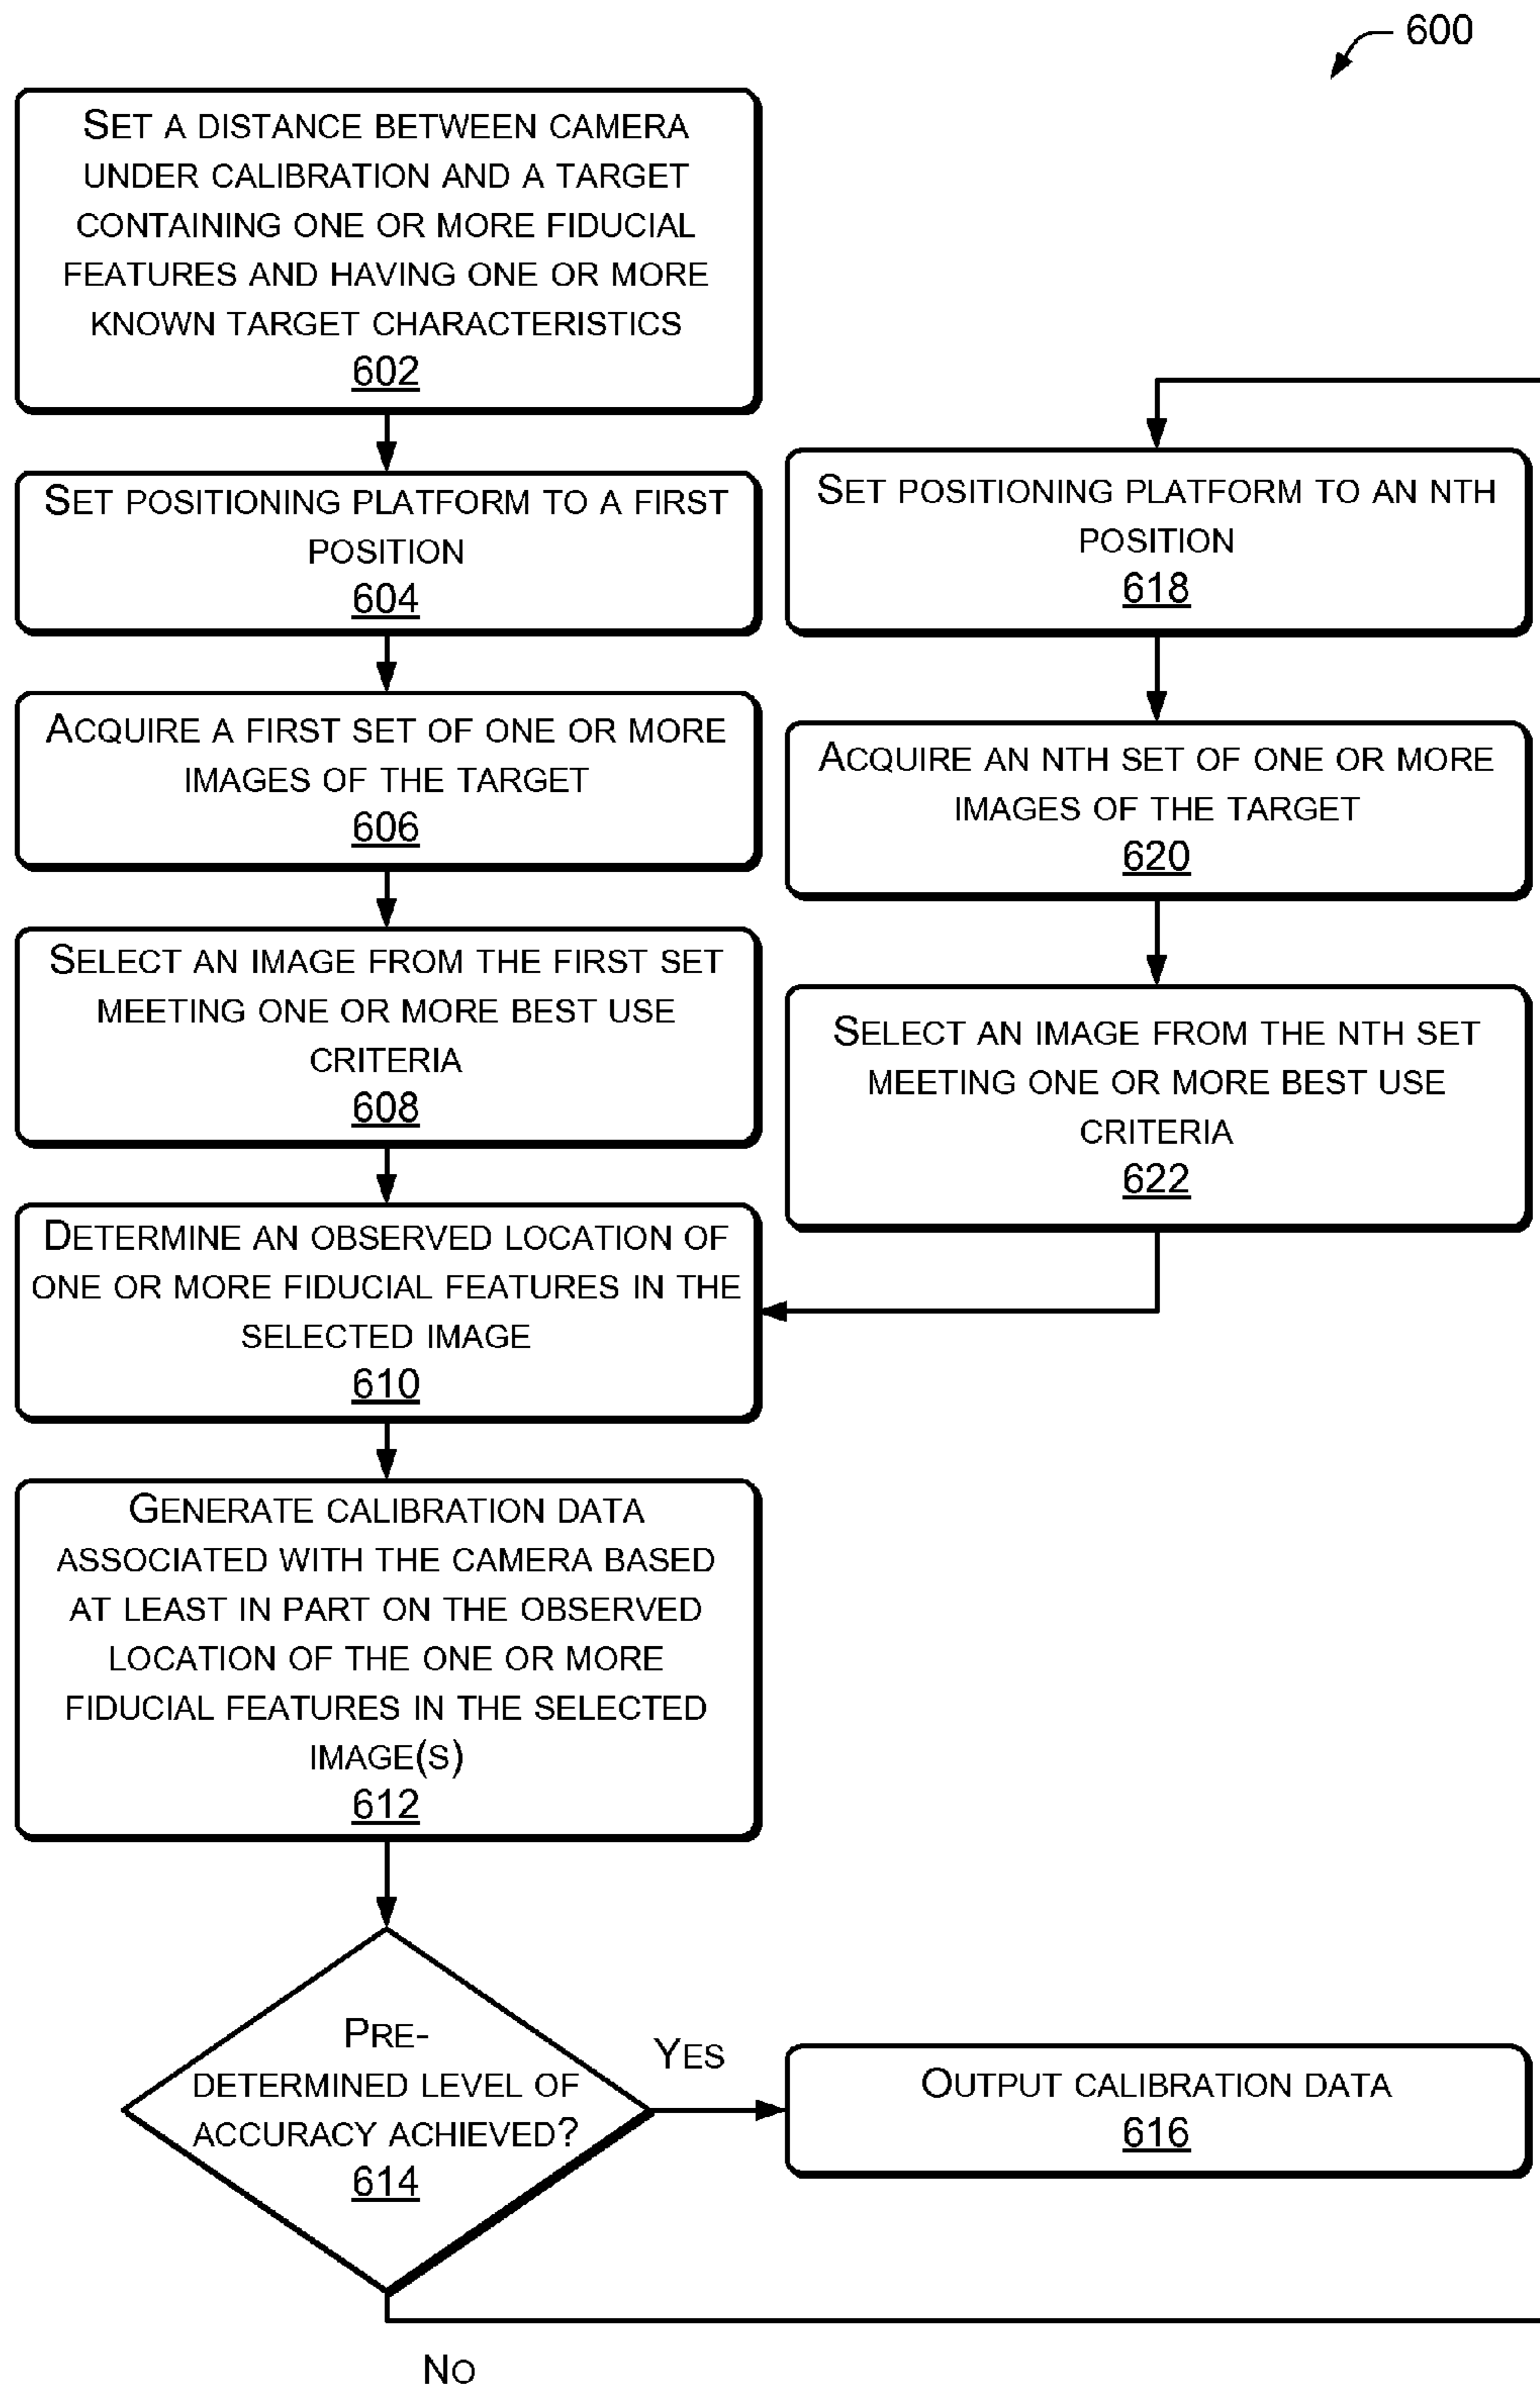 600
SET A DISTANCE BETWEEN CAMERA
UNDER CALIBRATION AND A TARGET
CONTAINING ONE OR MORE FIDUCIAL
FEATURES AND HAVING ONE OR MORE
KNOWN TARGET CHARACTERISTICS
602
SET POSITIONING PLATFORM TO A FIRST
POSITION
604
ACQUIRE A FIRST SET OF ONE OR MORE
IMAGES OF THE TARGET
606
SELECT AN IMAGE FROM THE FIRST SET
MEETING ONE OR MORE BEST USE
CRITERIA
608
DETERMINE AN OBSERVED LOCATION OF
ONE OR MORE FIDUCIAL FEATURES IN THE
SELECTED IMAGE
610
GENERATE CALIBRATION DATA
ASSOCIATED WITH THE CAMERA BASED
AT LEAST IN PART ON THE OBSERVED
LOCATION OF THE ONE OR MORE
FIDUCIAL FEATURES IN THE SELECTED
IMAGE(S)
612
PRE-
DETERMINED LEVEL OF
ACCURACY ACHIEVED?
614
YES
NO
OUTPUT CALIBRATION DATA
616
SET POSITIONING PLATFORM TO AN NTH
POSITION
618
ACQUIRE AN NTH SET OF ONE OR MORE
IMAGES OF THE TARGET
620
SELECT AN IMAGE FROM THE NTH SET
MEETING ONE OR MORE BEST USE
CRITERIA
622